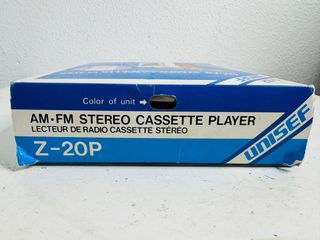 Color of unit →
AM•FM STEREO CASSETTE PLAYER
LECTEUR DE RADIO CASSETTE STÉRÉO
Z-20P
UNISEF